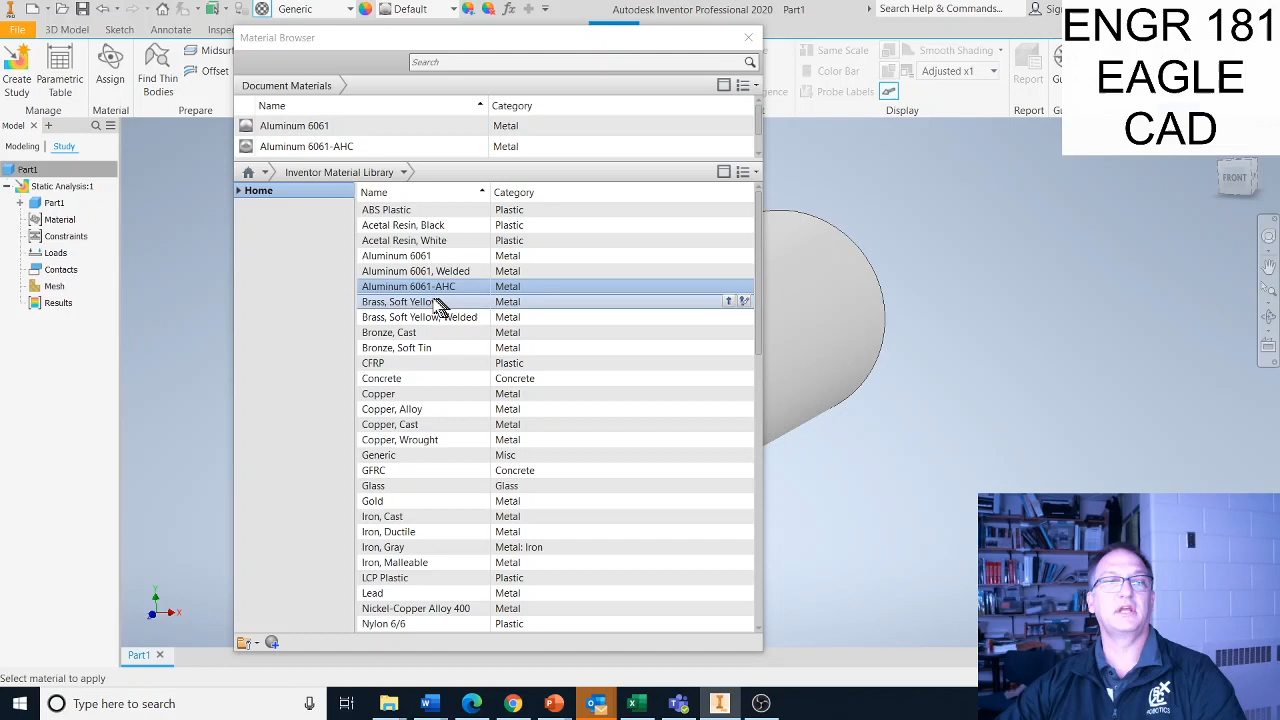 Generic
Default
Autodesk Inventor Professional 2020 Part1
Search Help & Commands...
ENGR 181
EAGLE
CAD
File
3D Model
Sketch
Inspe
Create
Study
Parametric
Table
Assign
Find Thin
Bodies
Midsurf
Offset
Same Scale
Color Bar
Probe Labels
Smooth Shading
Adjusted x1
Report
Manage
Material
Prepare
Display
Report
Material Browser
Search
Document Materials
Name Category
Aluminum 6061 Metal
Aluminum 6061-AHC Metal
Inventor Material Library
Home
Name Category
ABS Plastic Plastic
Acetal Resin, Black Plastic
Acetal Resin, White Plastic
Aluminum 6061 Metal
Aluminum 6061, Welded Metal
Aluminum 6061-AHC Metal
Brass, Soft Yellow Metal
Brass, Soft Yellow, Welded Metal
Bronze, Cast Metal
Bronze, Soft Tin Metal
CFRP Plastic
Concrete Concrete
Copper Metal
Copper, Alloy Metal
Copper, Cast Metal
Copper, Wrought Metal
Generic Misc
GFRC Concrete
Glass Glass
Gold Metal
Iron, Cast Metal
Iron, Ductile Metal
Iron, Gray Metal: Iron
Iron, Malleable Metal
LCP Plastic Plastic
Lead Metal
Nickel-Copper Alloy 400 Metal
Nylon 6/6 Plastic
Model
Modeling Study
Part1
Static Analysis:1
Part1
Material
Constraints
Loads
Contacts
Mesh
Results
FRONT
Y
X
ROBOTICS
Part1
Select material to apply
Type here to search